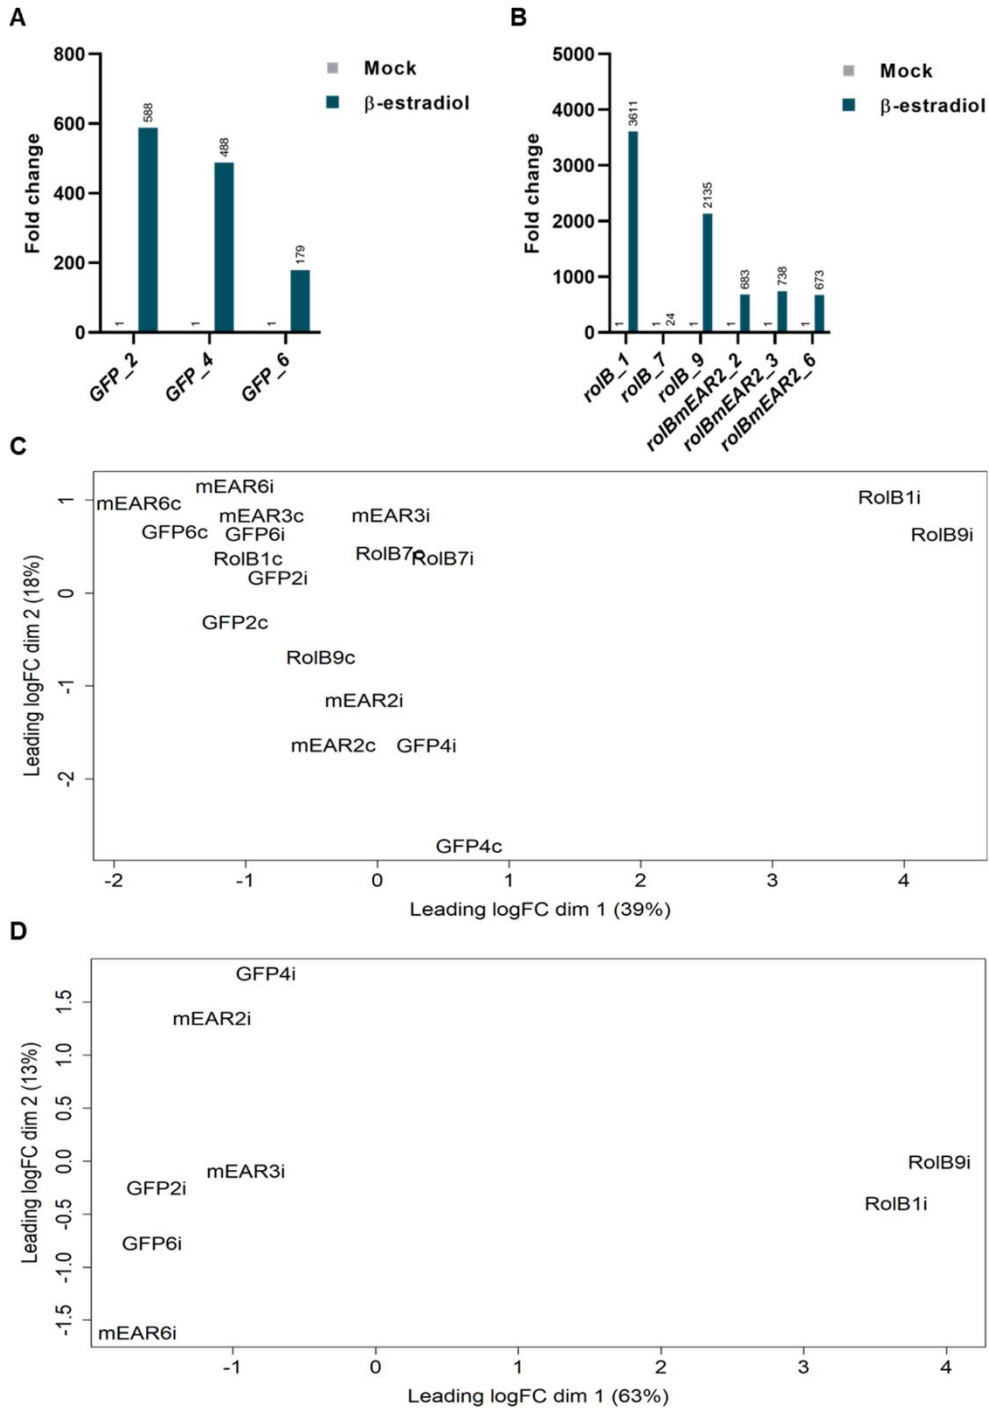 A
800
600
400
200
0
Fold change
1
588
1
488
1
179
GFP_2
GFP_4
GFP_6
Mock
β-estradiol
B
5000
4000
3000
2000
1000
0
Fold change
1
3611
1
24
1
2135
1
683
1
738
1
673
rolB_1
rolB_7
rolB_9
rolBmEAR2_2
rolBmEAR2_3
rolBmEAR2_6
Mock
β-estradiol
C
1
0
-1
-2
Leading logFC dim 2 (18%)
mEAR6i
mEAR6c
mEAR3c
mEAR3i
RolB1i
GFP6c
GFP6i
RolB9i
RolB1c
RolB7c
RolB7i
GFP2i
GFP2c
RolB9c
mEAR2i
mEAR2c
GFP4i
GFP4c
-2
-1
0
1
2
3
4
Leading logFC dim 1 (39%)
D
1.5
1.0
0.5
0.0
-0.5
-1.0
-1.5
Leading logFC dim 2 (13%)
GFP4i
mEAR2i
mEAR3i
RolB9i
GFP2i
RolB1i
GFP6i
mEAR6i
-1
0
1
2
3
4
Leading logFC dim 1 (63%)